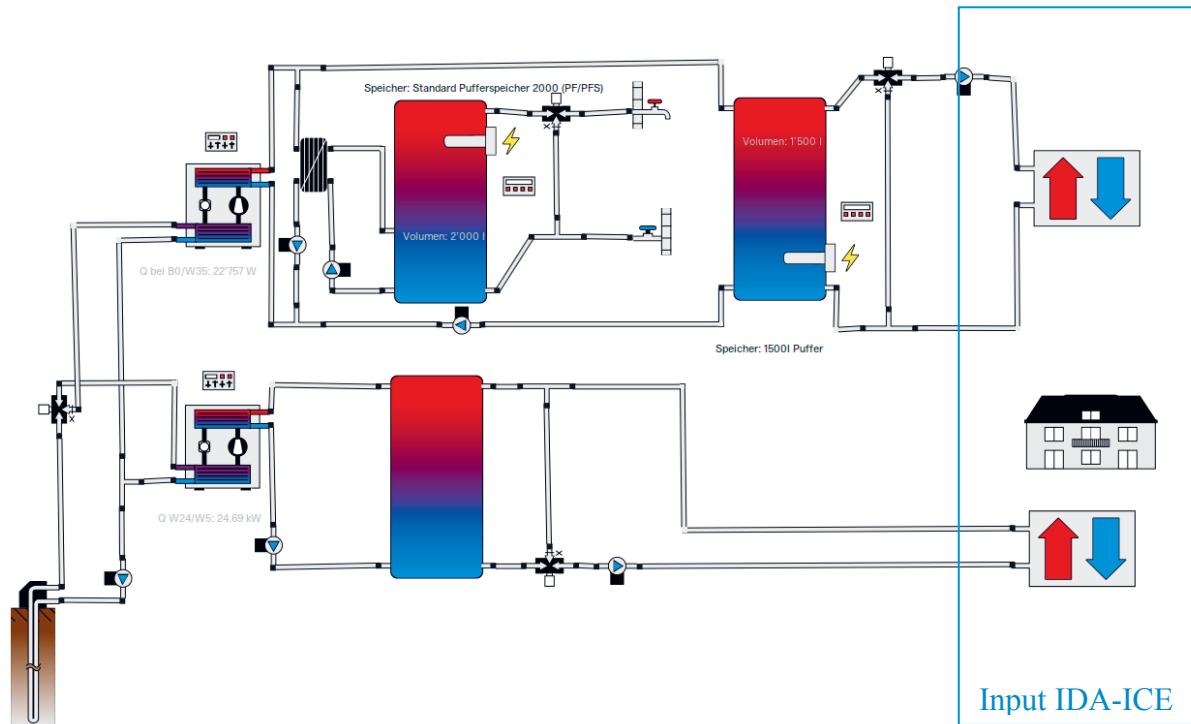 Speicher: Standard Pufferspeicher 2000 (PF/PFS)
Volumen: 1'500 l
Volumen: 2'000 l
Q bei B0/W35: 22'757 W
Speicher: 1500l Puffer
Q W24/W5: 24.69 kW
Input IDA-ICE